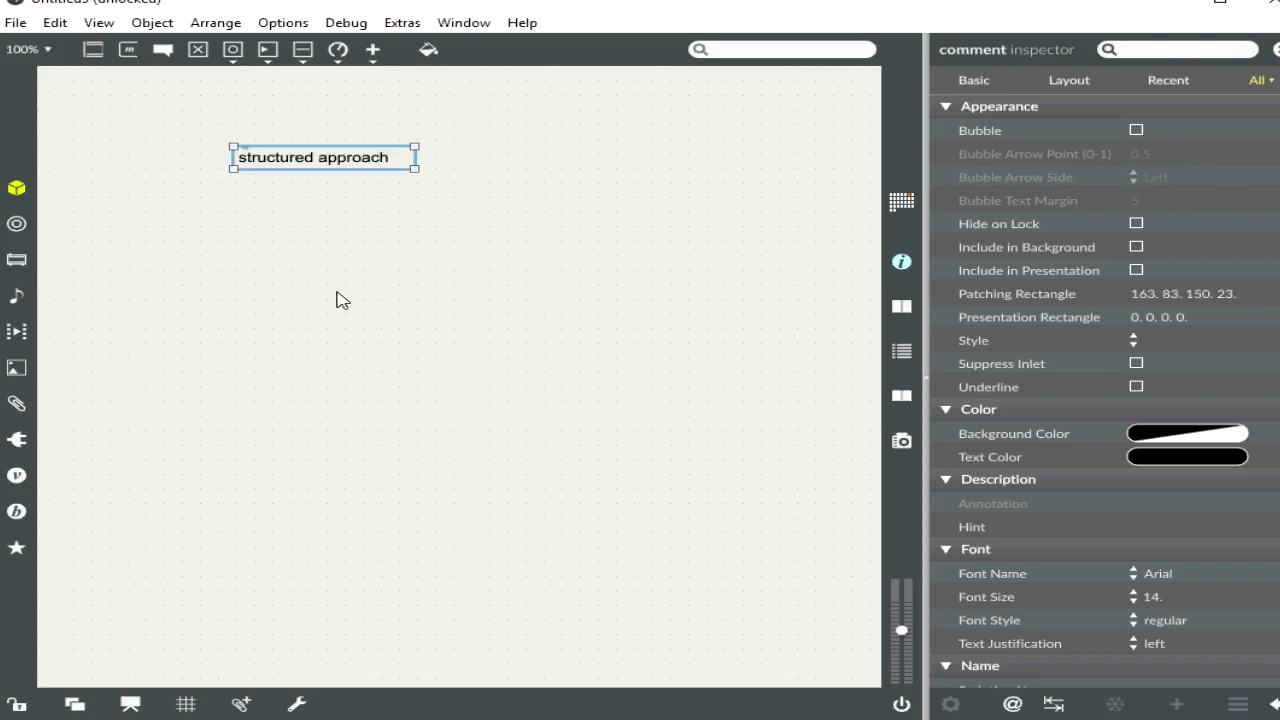 Untitled6 (unlocked)
File Edit View Object Arrange Options Debug Extras Window Help
100%
comment inspector
Basic Layout Recent All
structured approach
Appearance
Bubble
Bubble Arrow Point (0-1) 0.5
Bubble Arrow Side Left
Bubble Text Margin 5
Hide on Lock
Include in Background
Include in Presentation
Patching Rectangle 163. 83. 150. 23.
Presentation Rectangle 0. 0. 0. 0.
Style
Suppress Inlet
Underline
Color
Background Color
Text Color
Description
Annotation
Hint
Font
Font Name Arial
Font Size 14.
Font Style regular
Text Justification left
Name